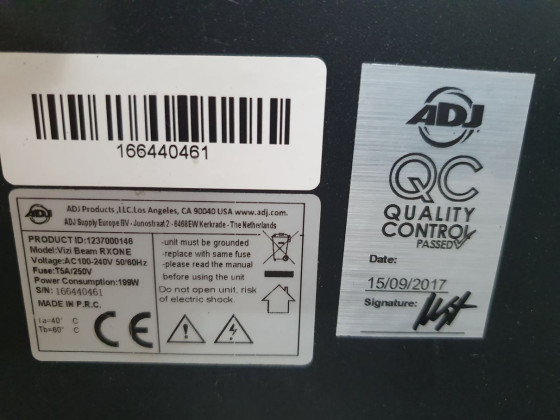 166440461
ADJ
ADJ Products ,LLC.Los Angeles, CA 90040 USA www.adj.com.
ADJ Supply Europe BV - Junostraat 2 - 6468EW Kerkrade - The Netherlands
PRODUCT ID:1237000146
Model:Vizi Beam RXONE
Voltage:AC100-240V 50/60Hz
Fuse:T5A/250V
Power Consumption:199W
S/N: 166440461
MADE IN P.R.C.
Ta=40° C
Tb=60° C
CE
-unit must be grounded
-replace with same fuse
-please read the manual
before using the unit
Do not open unit, risk
of electric shock.
ADJ
QC
QUALITY
CONTROL
PASSED
Date:
15/09/2017
Signature: